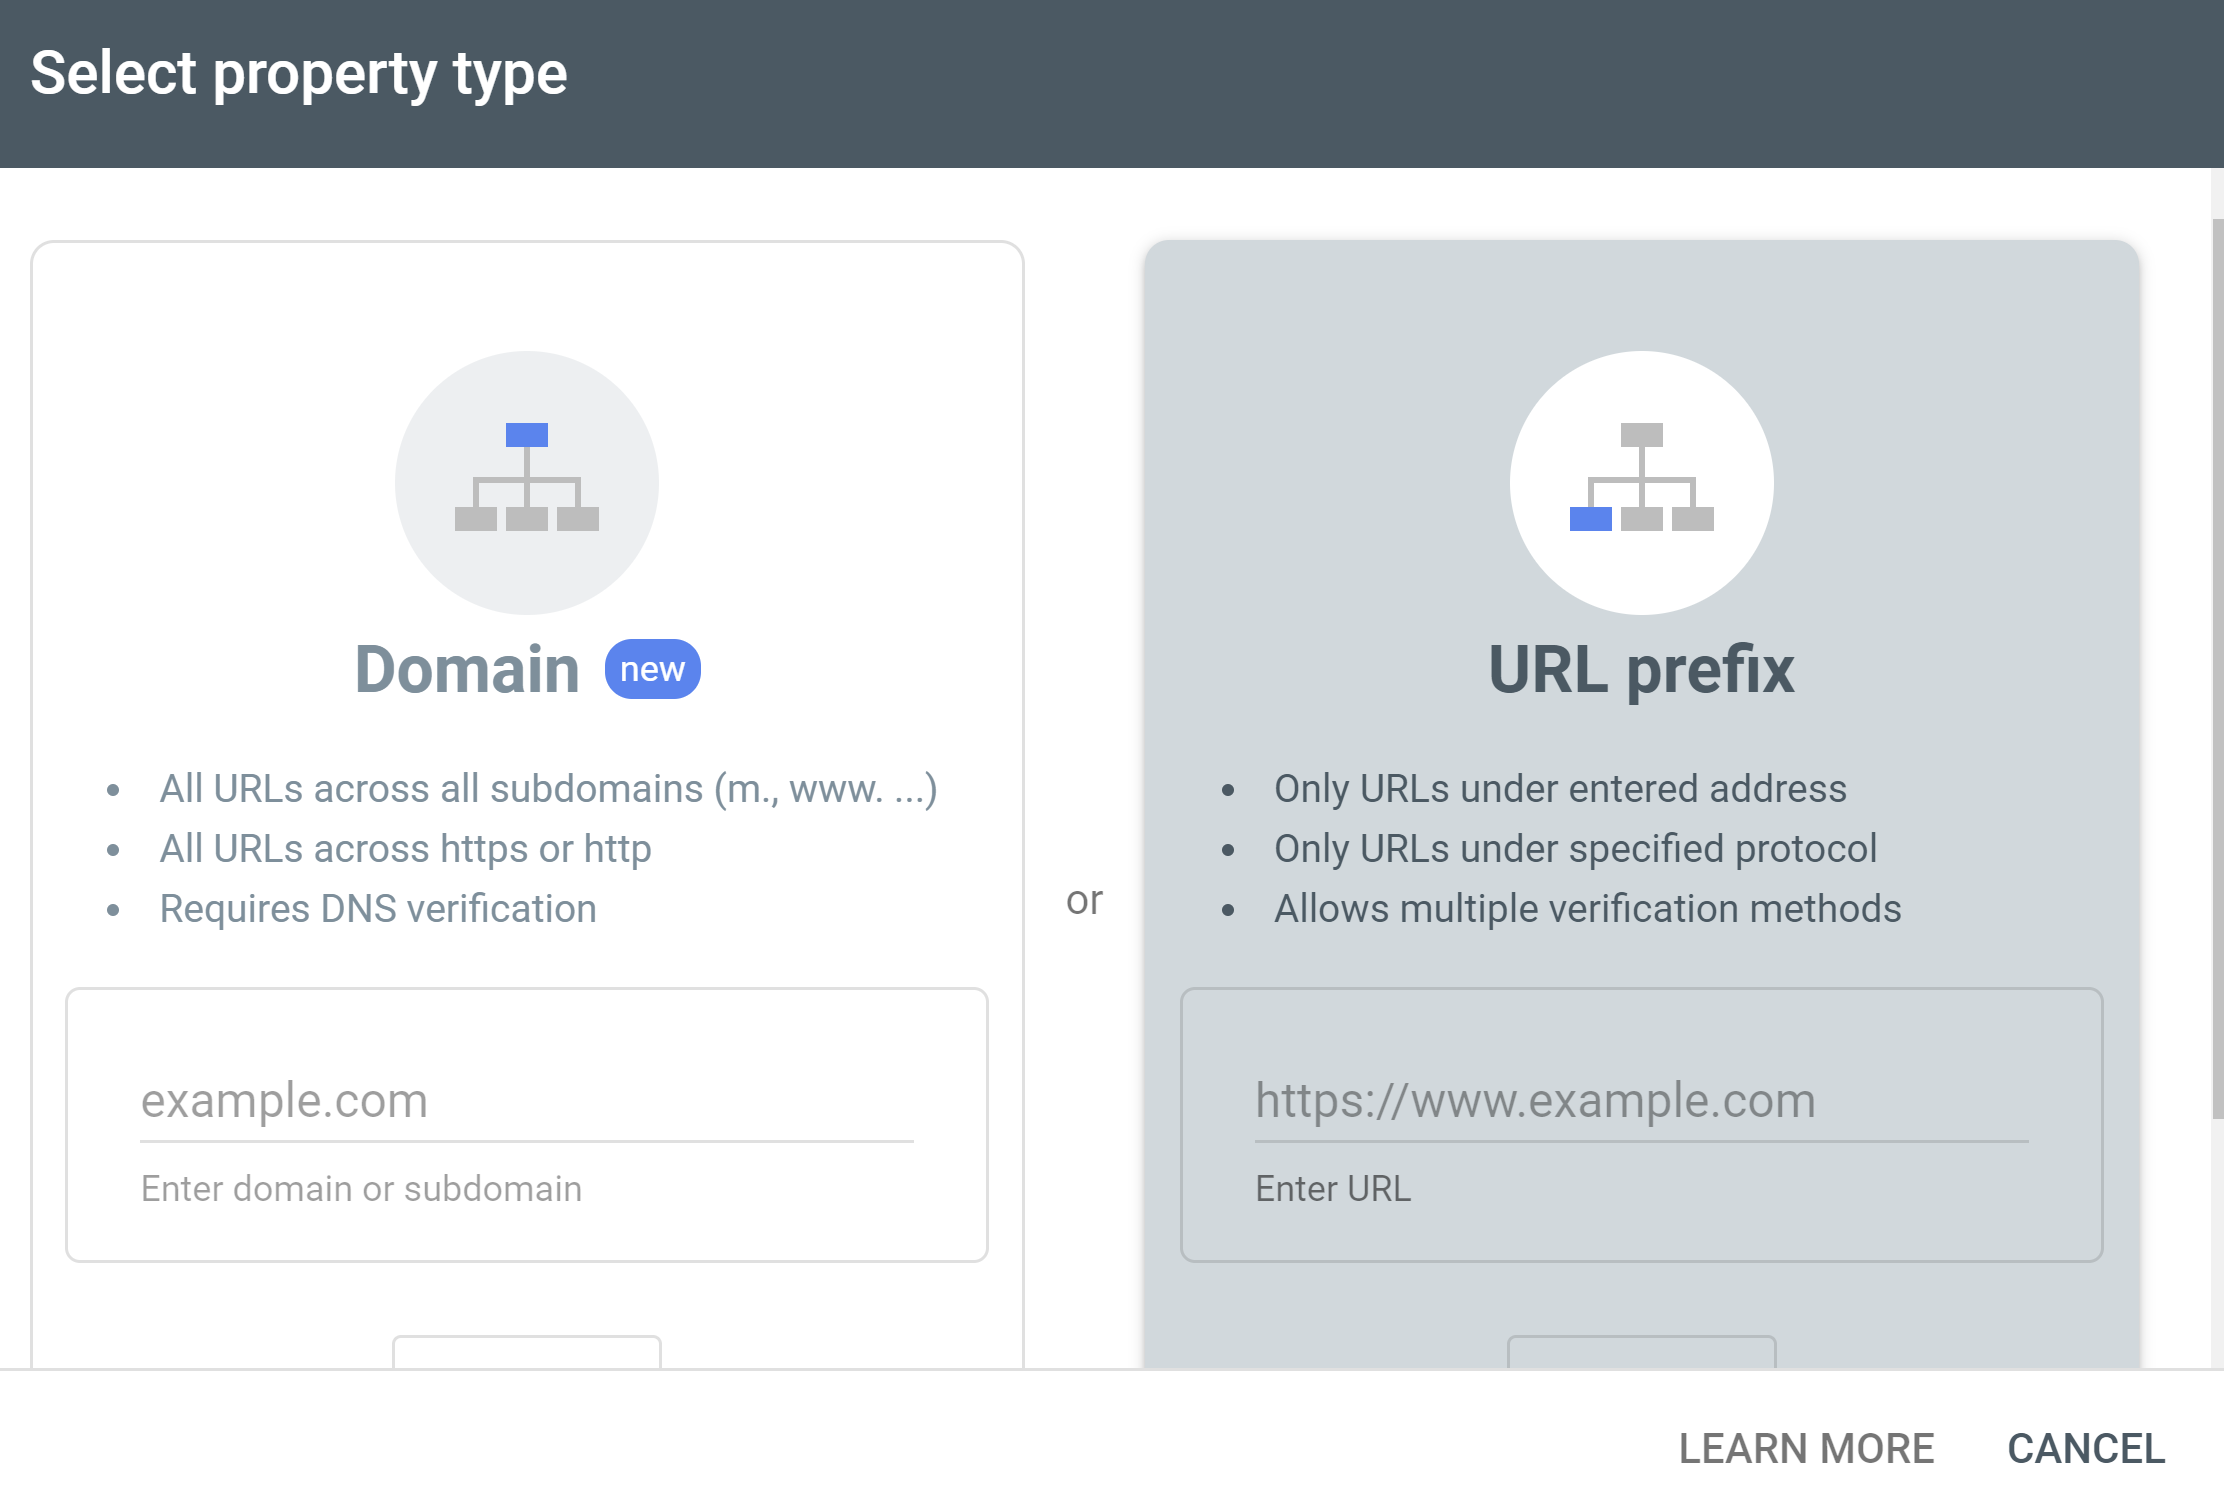 Select property type
Domain new
• All URLs across all subdomains (m., www. ...)
• All URLs across https or http
• Requires DNS verification
example.com
Enter domain or subdomain
or
URL prefix
• Only URLs under entered address
• Only URLs under specified protocol
• Allows multiple verification methods
https://www.example.com
Enter URL
LEARN MORE CANCEL